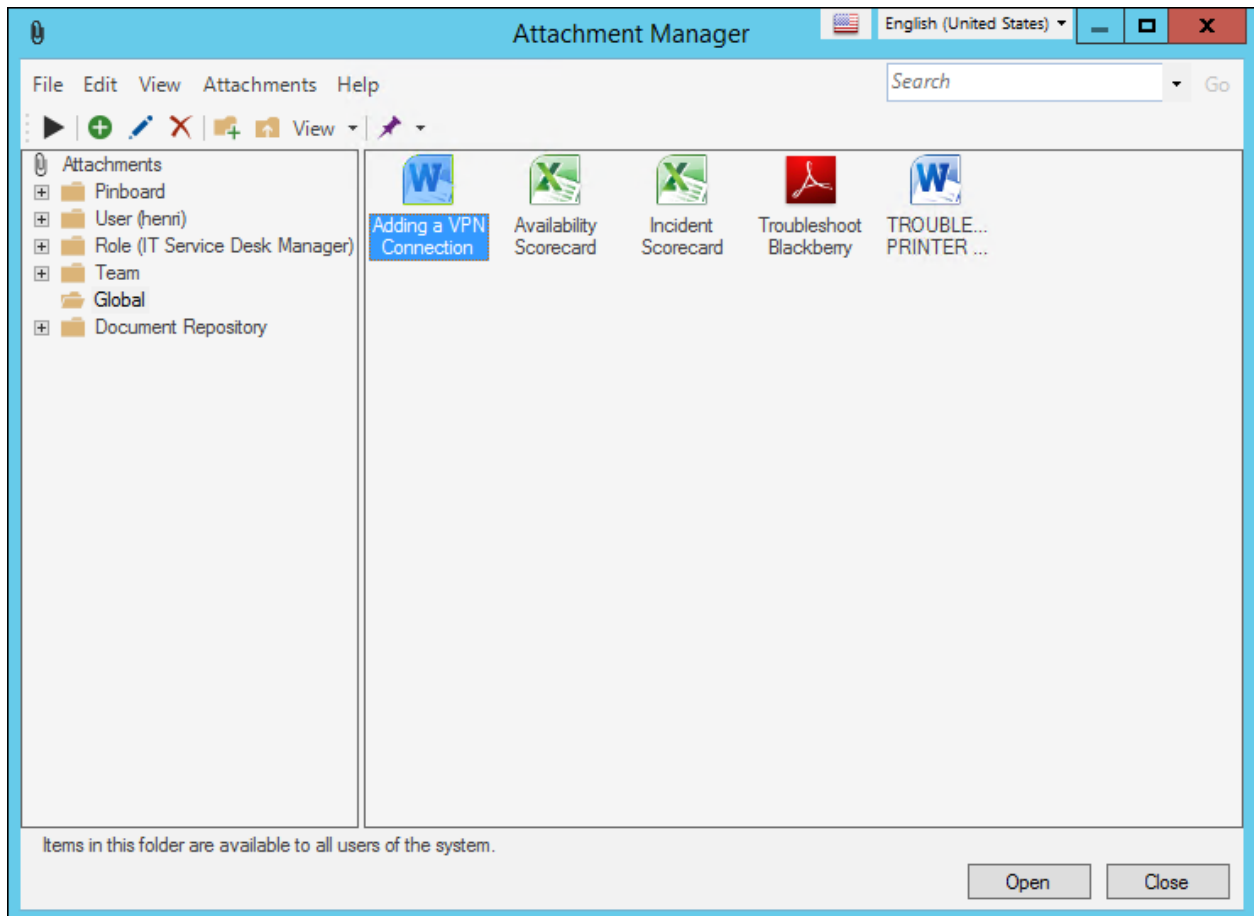 Attachment Manager
English (United States)
File Edit View Attachments Help
Search
Go
View
Attachments
Pinboard
User (henri)
Role (IT Service Desk Manager)
Team
Global
Document Repository
Adding a VPN
Connection
Availability
Scorecard
Incident
Scorecard
Troubleshoot
Blackberry
TROUBLE...
PRINTER ...
Items in this folder are available to all users of the system.
Open
Close